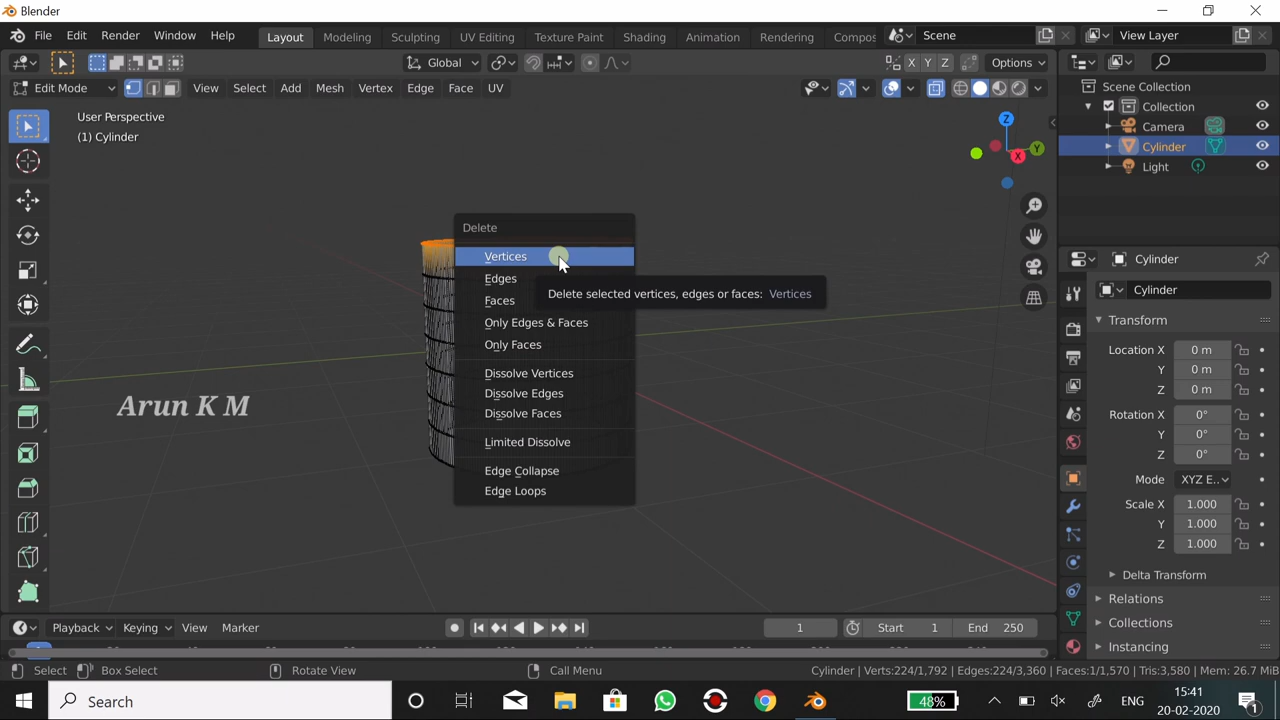 Blender
File Edit Render Window Help Layout Modeling Sculpting UV Editing Texture Paint Shading Animation Rendering Compos Scene View Layer
Global X Y Z Options
Edit Mode View Select Add Mesh Vertex Edge Face UV
User Perspective
(1) Cylinder
Z
Y
X
Scene Collection
Collection
Camera
Cylinder
Light
Delete
Vertices
Edges
Faces
Only Edges & Faces
Only Faces
Dissolve Vertices
Dissolve Edges
Dissolve Faces
Limited Dissolve
Edge Collapse
Edge Loops
Delete selected vertices, edges or faces: Vertices
Arun K M
Cylinder
Cylinder
Transform
Location X 0 m
Y 0 m
Z 0 m
Rotation X 0°
Y 0°
Z 0°
Mode XYZ E..
Scale X 1.000
Y 1.000
Z 1.000
Delta Transform
Relations
Collections
Instancing
Playback Keying View Marker 1 Start 1 End 250
Select Box Select Rotate View Call Menu Cylinder | Verts:224/1,792 | Edges:224/3,360 | Faces:1/1,570 | Tris:3,580 | Mem: 26.7 MiB
Search 48% ENG 15:41
20-02-2020 1